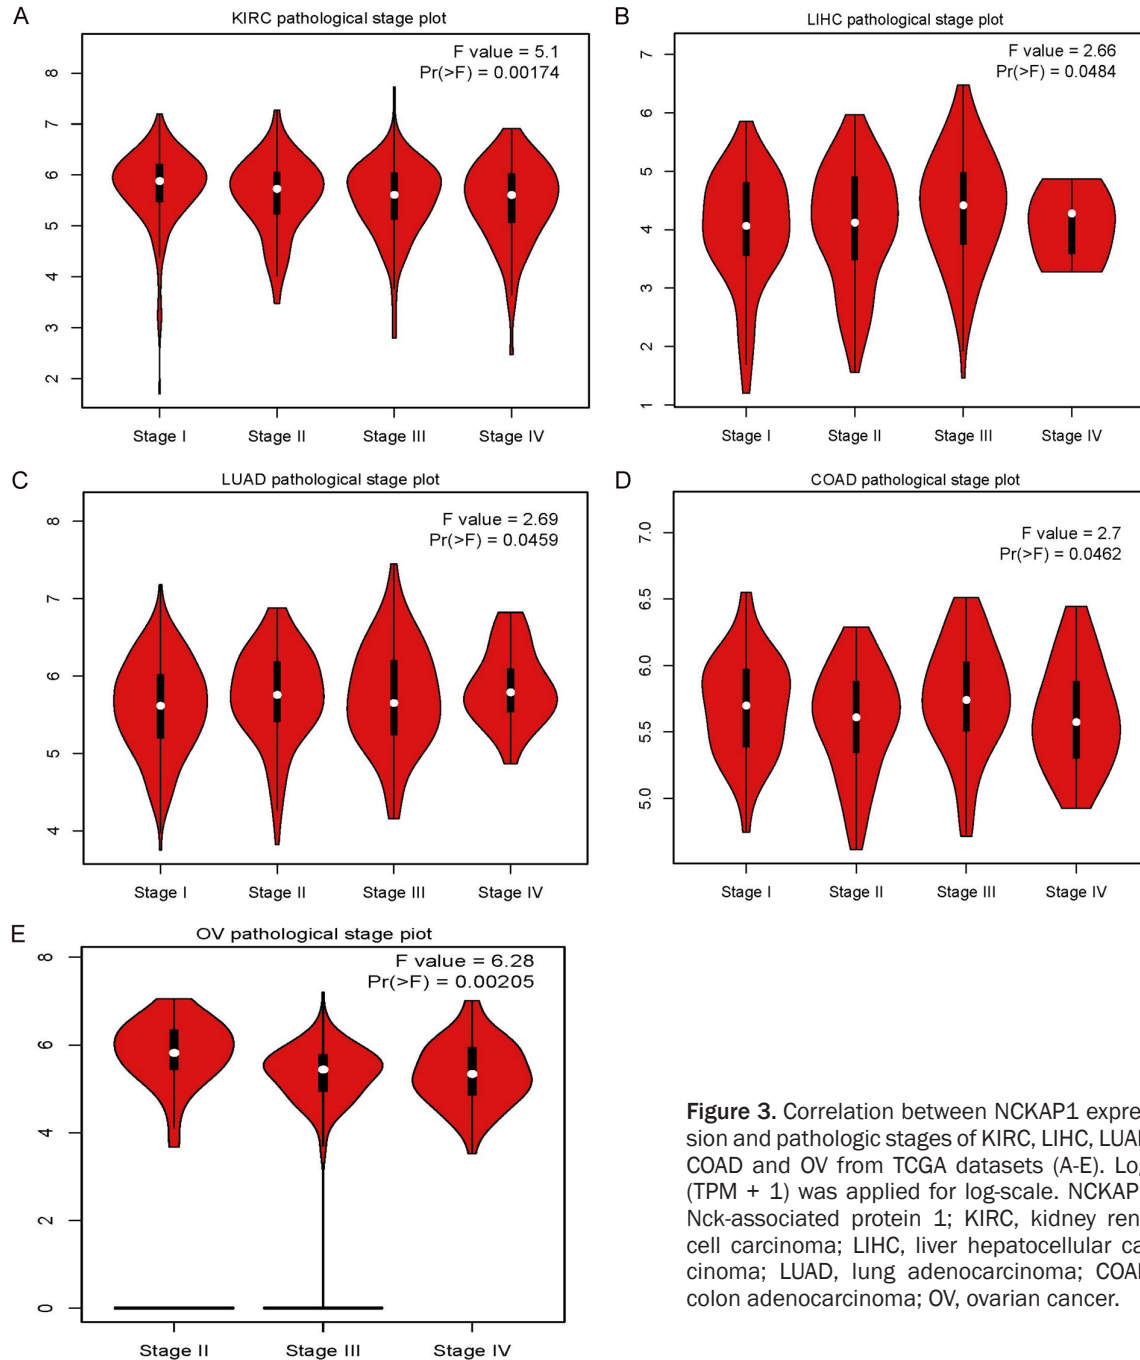 A
KIRC pathological stage plot
F value = 5.1
Pr(>F) = 0.00174
8
7
6
5
4
3
2
Stage I Stage II Stage III Stage IV
B
LIHC pathological stage plot
F value = 2.66
Pr(>F) = 0.0484
7
6
5
4
3
2
1
Stage I Stage II Stage III Stage IV
C
LUAD pathological stage plot
F value = 2.69
Pr(>F) = 0.0459
8
7
6
5
4
Stage I Stage II Stage III Stage IV
D
COAD pathological stage plot
F value = 2.7
Pr(>F) = 0.0462
7.0
6.5
6.0
5.5
5.0
Stage I Stage II Stage III Stage IV
E
OV pathological stage piot
F value = 6.28
Pr(>F) = 0.00205
8
6
4
2
0
Stage II Stage III Stage IV
Figure 3. Correlation between NCKAP1 expres
sion and pathologic stages of KIRC, LIHC, LUAD
COAD and OV from TCGA datasets (A-E). Log
(TPM + 1) was applied for log-scale. NCKAP
Nck-associated protein 1; KIRC, kidney ren
cell carcinoma; LIHC, liver hepatocellular ca
cinoma; LUAD, lung adenocarcinoma; COAD
colon adenocarcinoma; OV, ovarian cancer.